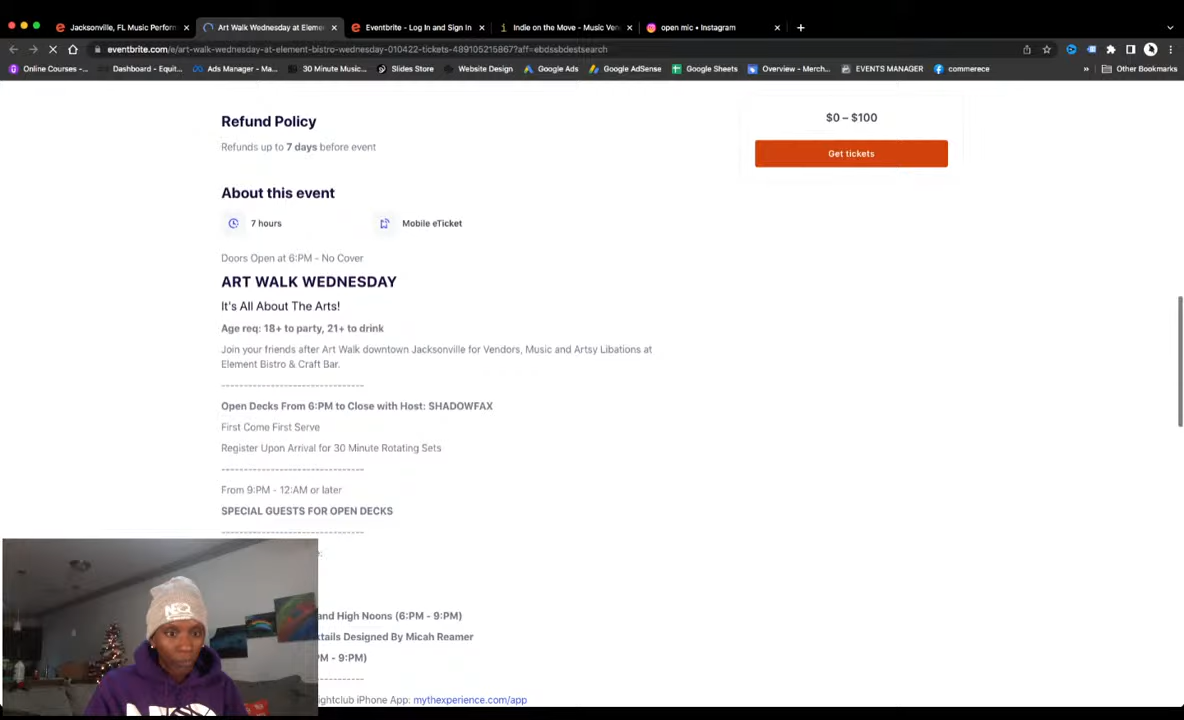 Jacksonville, FL Music Perform
Art Walk Wednesday at Eleme
Eventbrite - Log In and Sign In
Indie on the Move - Music Ven
open mic • Instagram
eventbrite.com/e/art-walk-wednesday-at-element-bistro-wednesday-010422-tickets-489105215867?aff=ebdssbdestsearch
Online Courses -...
Dashboard - Equit...
Ads Manager - Ma...
30 Minute Music...
Slides Store
Website Design
Google Ads
Google AdSense
Google Sheets
Overview - Merch...
EVENTS MANAGER
commerece
»
Other Bookmarks
Refund Policy
Refunds up to 7 days before event
$0 – $100
Get tickets
About this event
7 hours
Mobile eTicket
Doors Open at 6:PM - No Cover
ART WALK WEDNESDAY
It's All About The Arts!
Age req: 18+ to party, 21+ to drink
Join your friends after Art Walk downtown Jacksonville for Vendors, Music and Artsy Libations at
Element Bistro & Craft Bar.
-------------------------------
Open Decks From 6:PM to Close with Host: SHADOWFAX
First Come First Serve
Register Upon Arrival for 30 Minute Rotating Sets
-------------------------------
From 9:PM - 12:AM or later
SPECIAL GUESTS FOR OPEN DECKS
-------------------------------
and High Noons (6:PM - 9:PM)
Designed By Micah Reamer
9:PM)
iPhone App: mythexperience.com/app